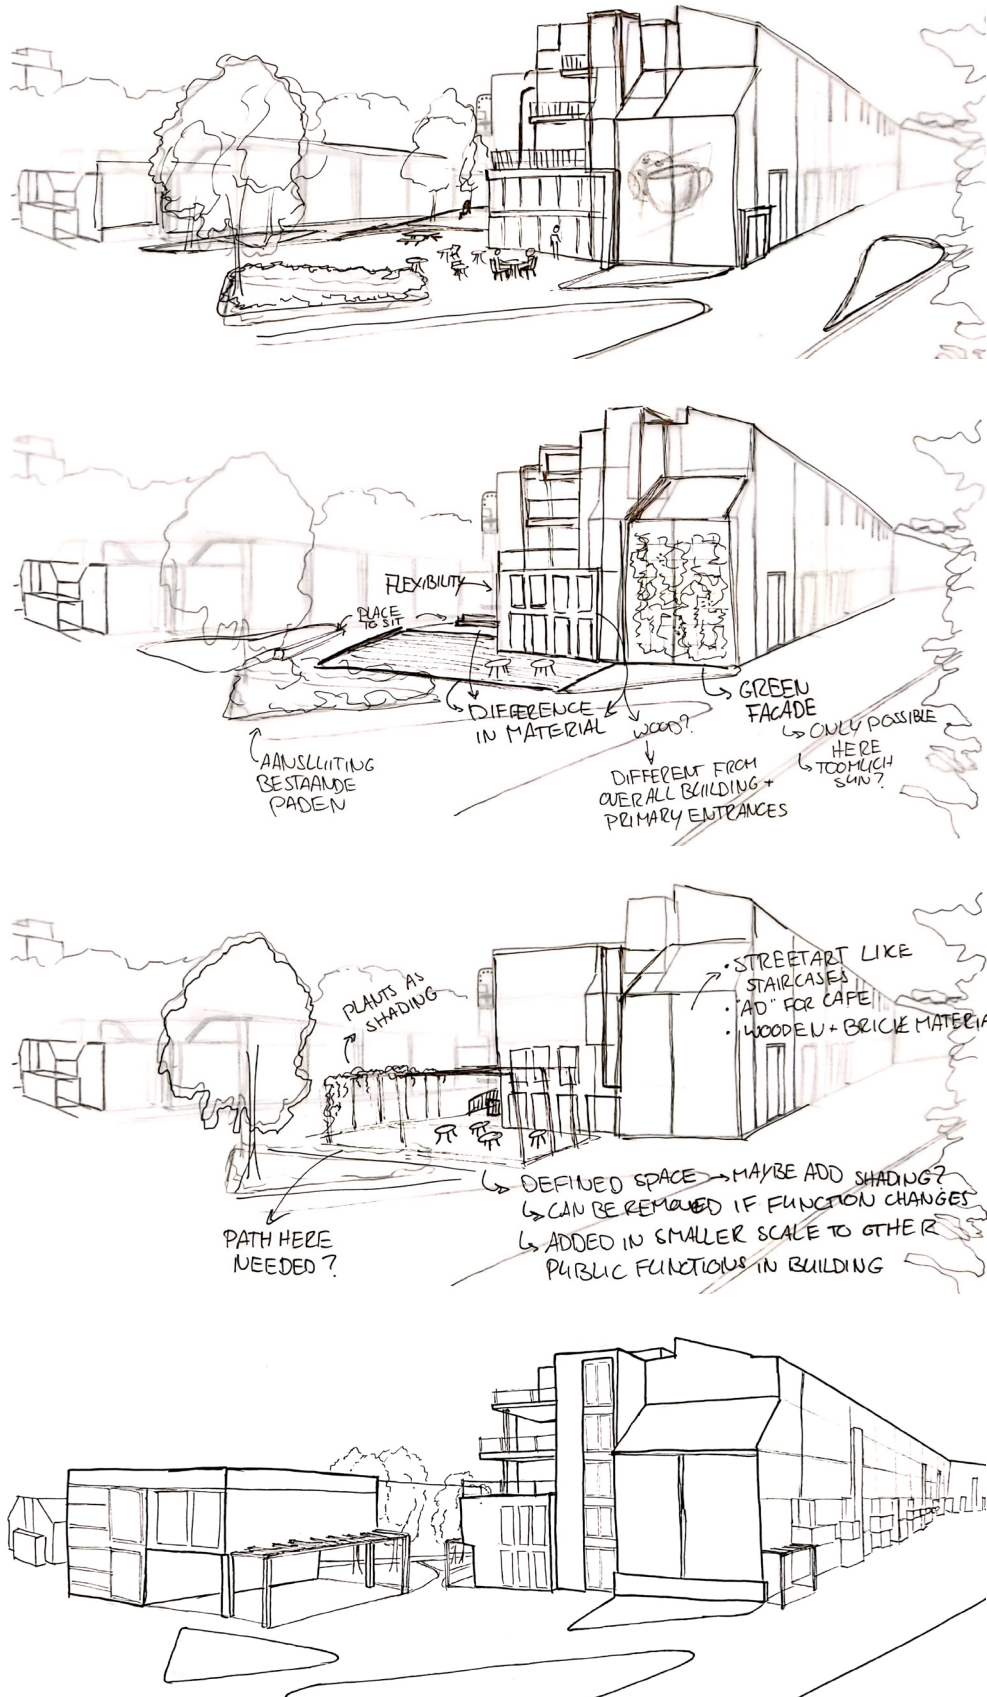 FLEXIBILITY
PLACE
TO SIT
DIFFERENCE
IN MATERIAL
WOOD?
DIFFERENT FROM
OVERALL BUILDING +
PRIMARY ENTRANCES
GREEN
FACADE
ONLY POSSIBLE
HERE
TOO MUCH
SUN?
AANSLUITING
BESTAANDE
PADEN
PLANTS AS
SHADING
• STREETART LIKE
STAIRCASES
• "AD" FOR CAFE
• WOODEN + BRICK MATERIA
DEFINED SPACE → MAYBE ADD SHADING?
CAN BE REMOVED IF FUNCTION CHANGES
ADDED IN SMALLER SCALE TO OTHER
PUBLIC FUNCTIONS IN BUILDING
PATH HERE
NEEDED?